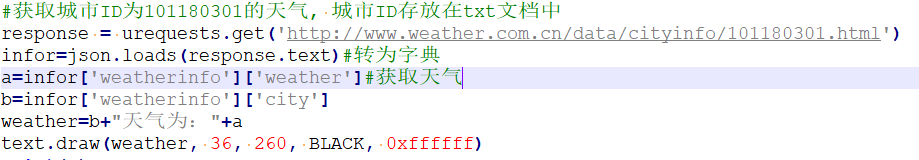 #获取城市ID为101180301的天气, 城市ID存放在txt文档中
response = urequests.get('http://www.weather.com.cn/data/cityinfo/101180301.html')
infor=json.loads(response.text)#转为字典
a=infor['weatherinfo']['weather']#获取天气
b=infor['weatherinfo']['city']
weather=b+"天气为: "+a
text.draw(weather, 36, 260, BLACK, 0xffffff)